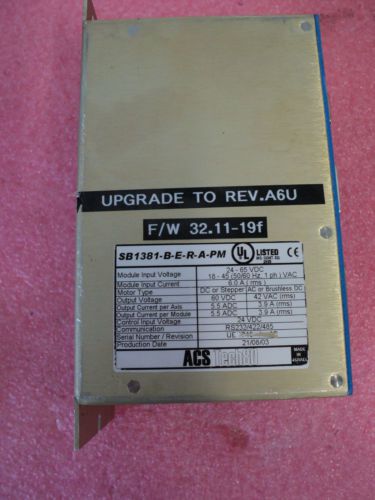 UPGRADE TO REV.A6U
F/W 32.11-19f
SB1381-B-E-R-A-PM UL LISTED CE
Module Input Voltage 24 - 65 VDC
18 - 45 (50/60 Hz, 1 ph) VAC
Module Input Current 6.0 A (rms)
Motor Type DC or Stepper AC or Brushless DC
Output Voltage 60 VDC 42 VAC (rms)
Output Current per Axis 5.5 ADC 3.9 A (rms)
Output Current per Module 5.5 ADC 3.9 A (rms)
Control Input Voltage 24 VDC
Communication RS232/422/485
Serial Number / Revision UE
Production Date 21/08/03
ACS Tech80
MADE IN ISRAEL